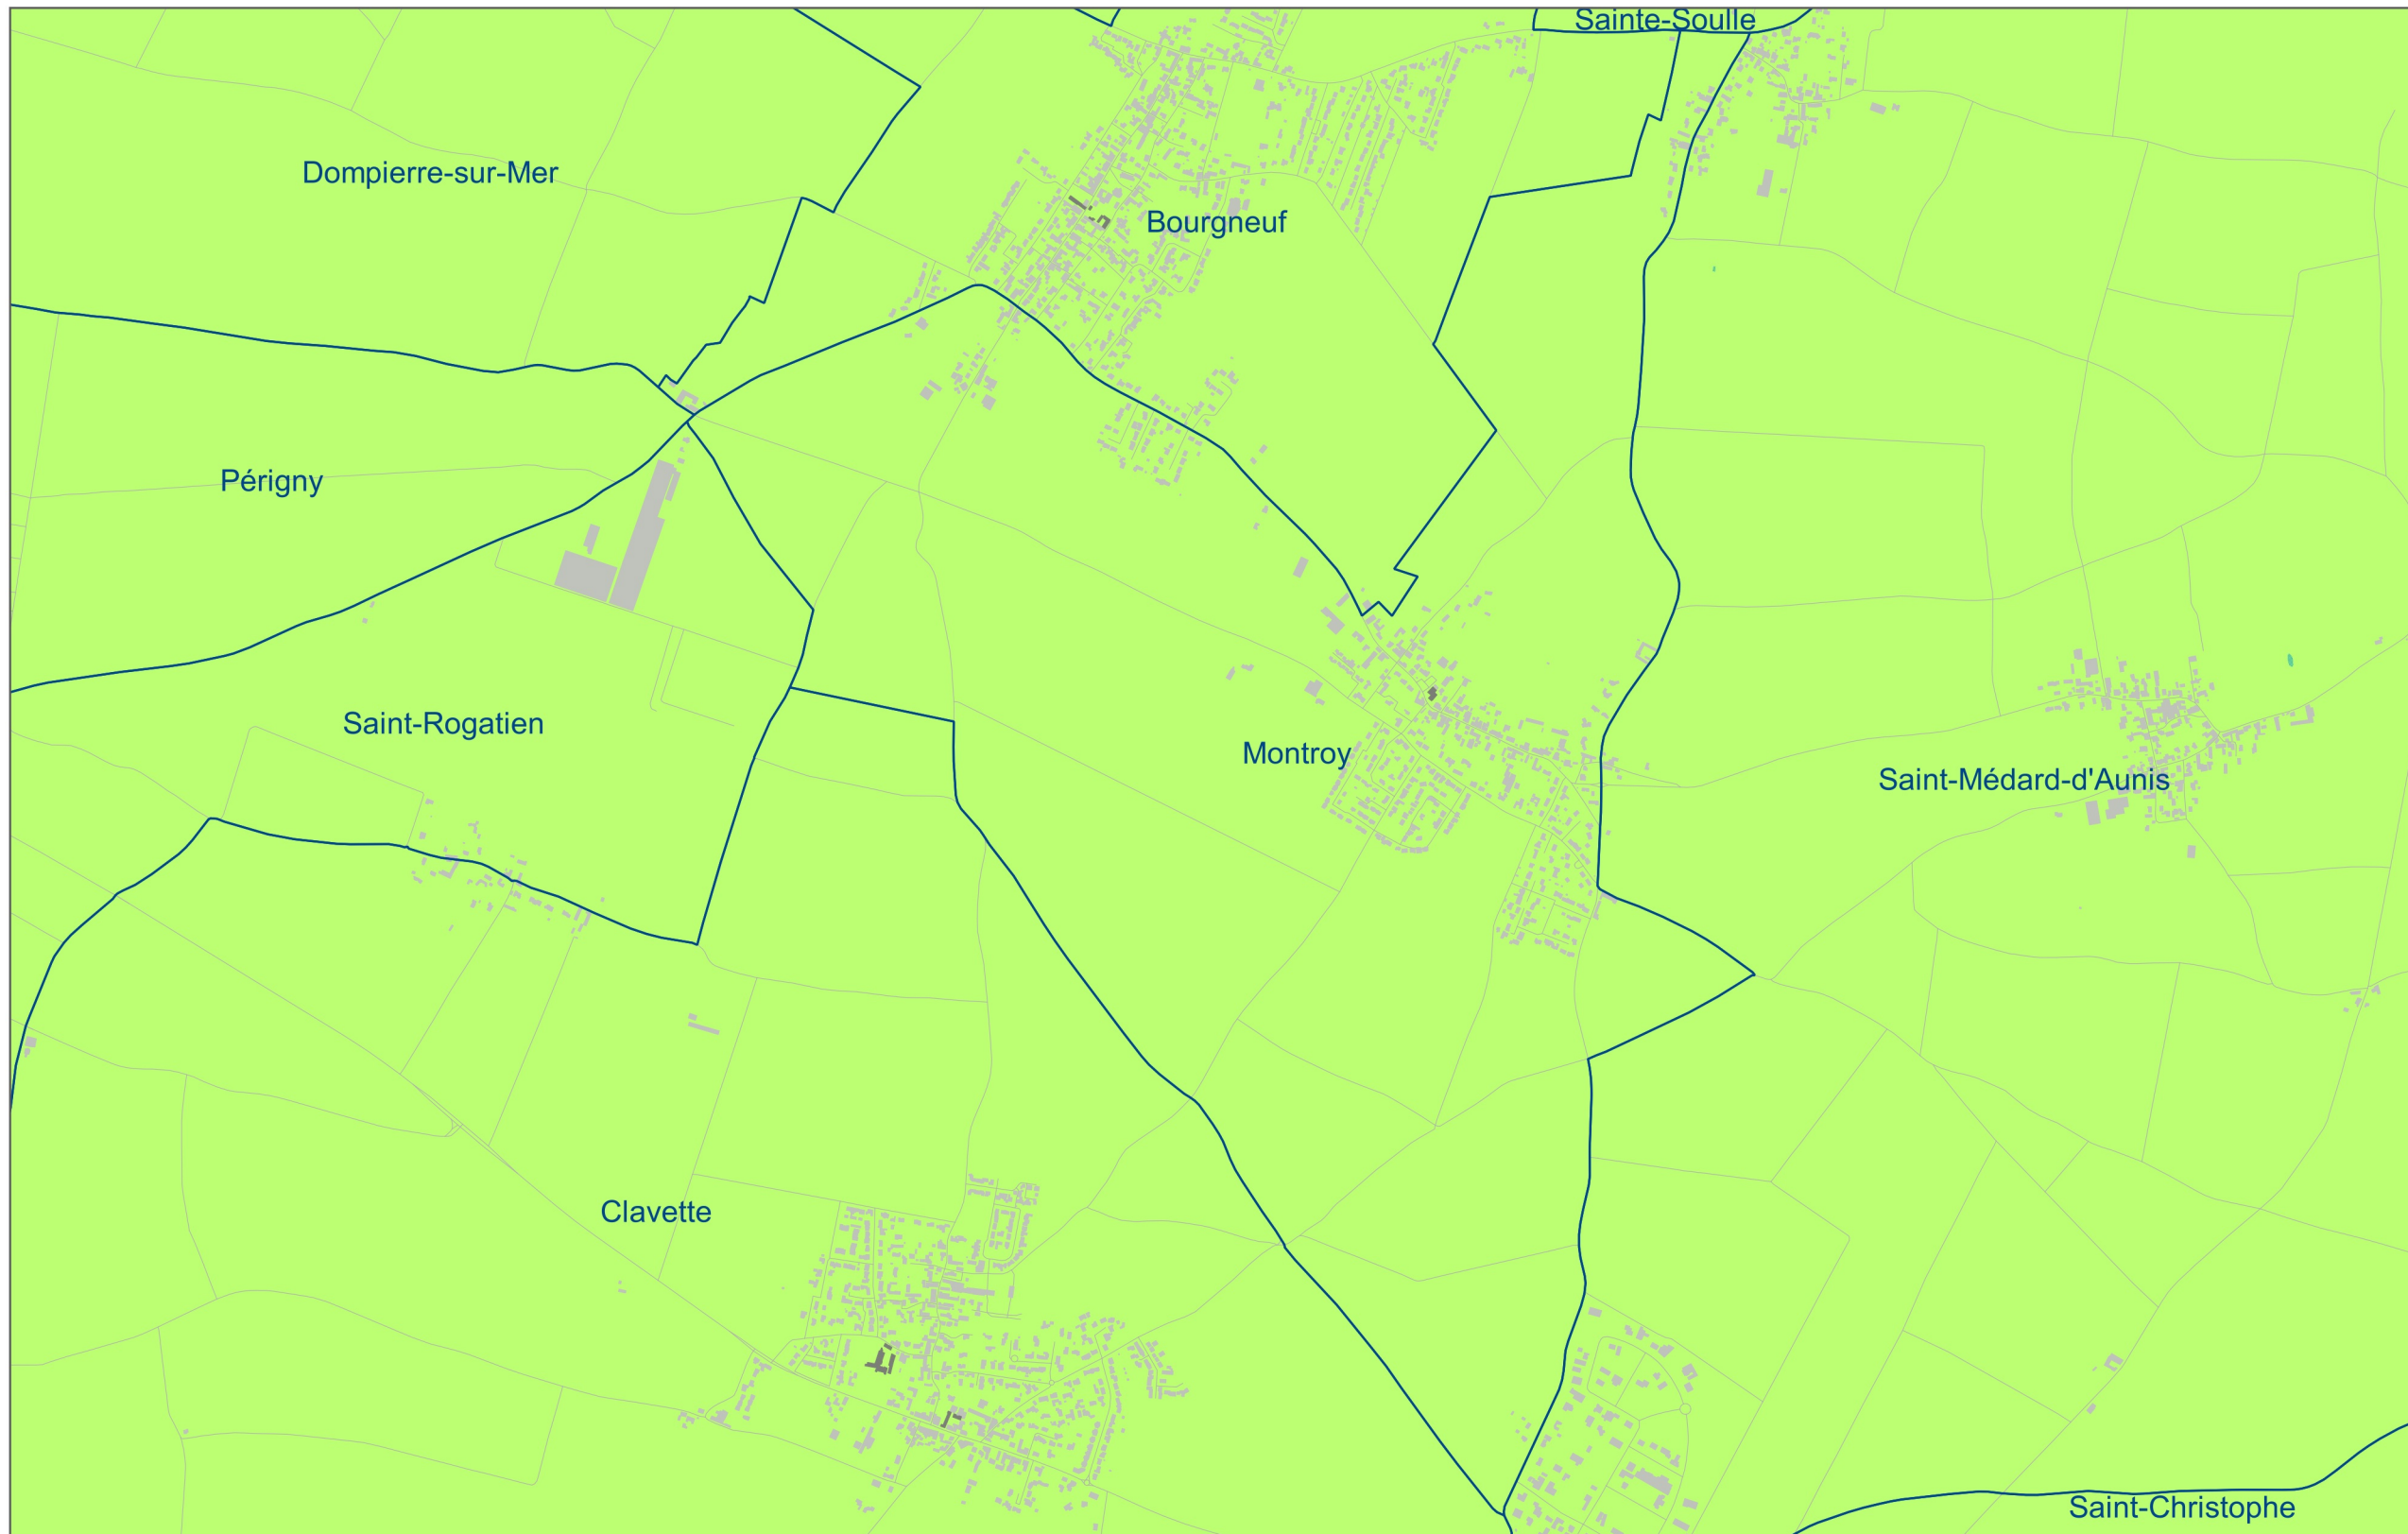 Sainte-Soulle
Dompierre-sur-Mer
Bourgneuf
Périgny
Saint-Rogatien
Montroy
Saint-Médard-d'Aunis
Clavette
Saint-Christophe